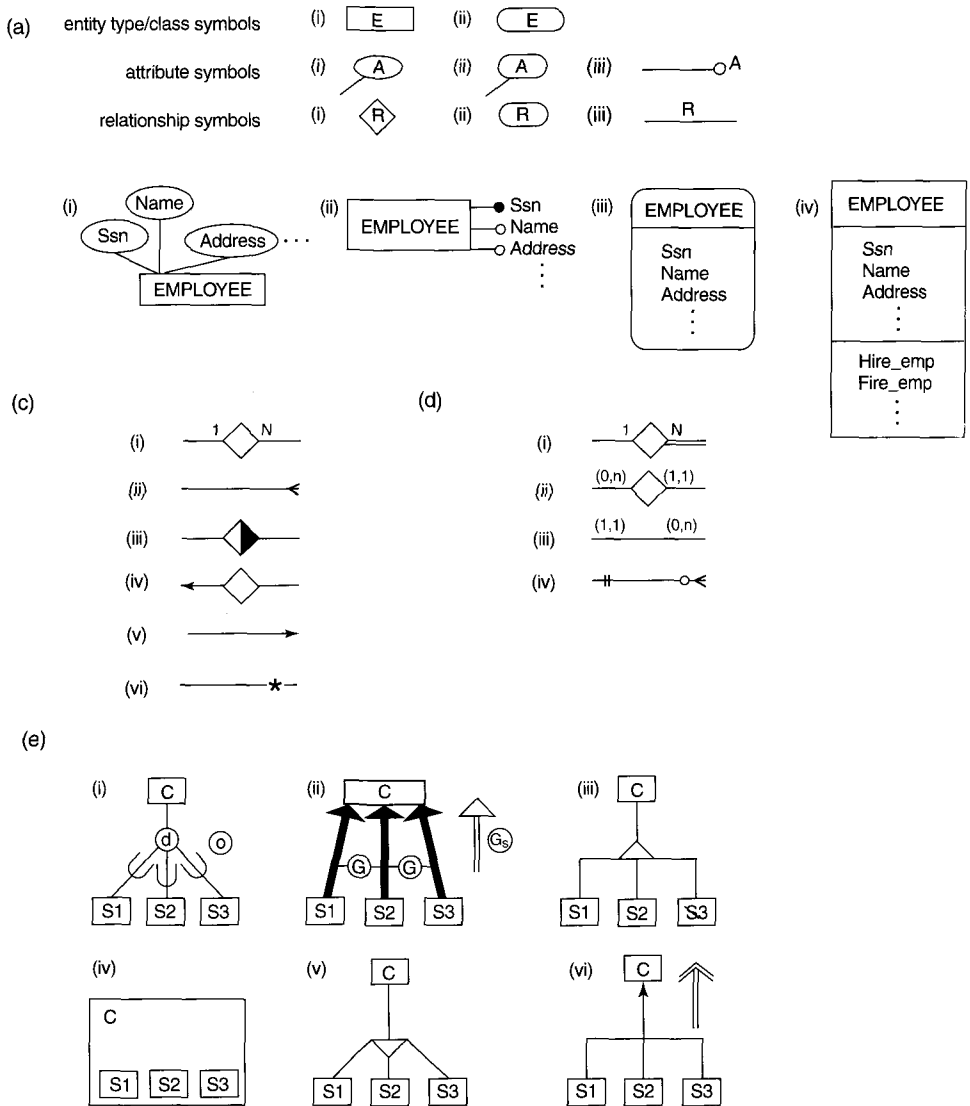 (a) entity type/class symbols (i) E (ii) E
attribute symbols (i) A (ii) A (iii) A
relationship symbols (i) R (ii) R (iii) R
(i) Name Ssn Address · · · EMPLOYEE
(ii) EMPLOYEE Ssn
Name
Address
(iii) EMPLOYEE
Ssn
Name
Address
(iv) EMPLOYEE
Ssn
Name
Address
Hire_emp
Fire_emp
(c)
(i) 1 N
(ii)
(iii)
(iv)
(v)
(vi) *
(d)
(i) 1 N
(ii) (0,n) (1,1)
(iii) (1,1) (0,n)
(iv)
(e)
(i) C
d o
S1 S2 S3
(ii) C
G G Gs
S1 S2 S3
(iii) C
S1 S2 S3
(iv)
C
S1 S2 S3
(v) C
S1 S2 S3
(vi) C
S1 S2 S3